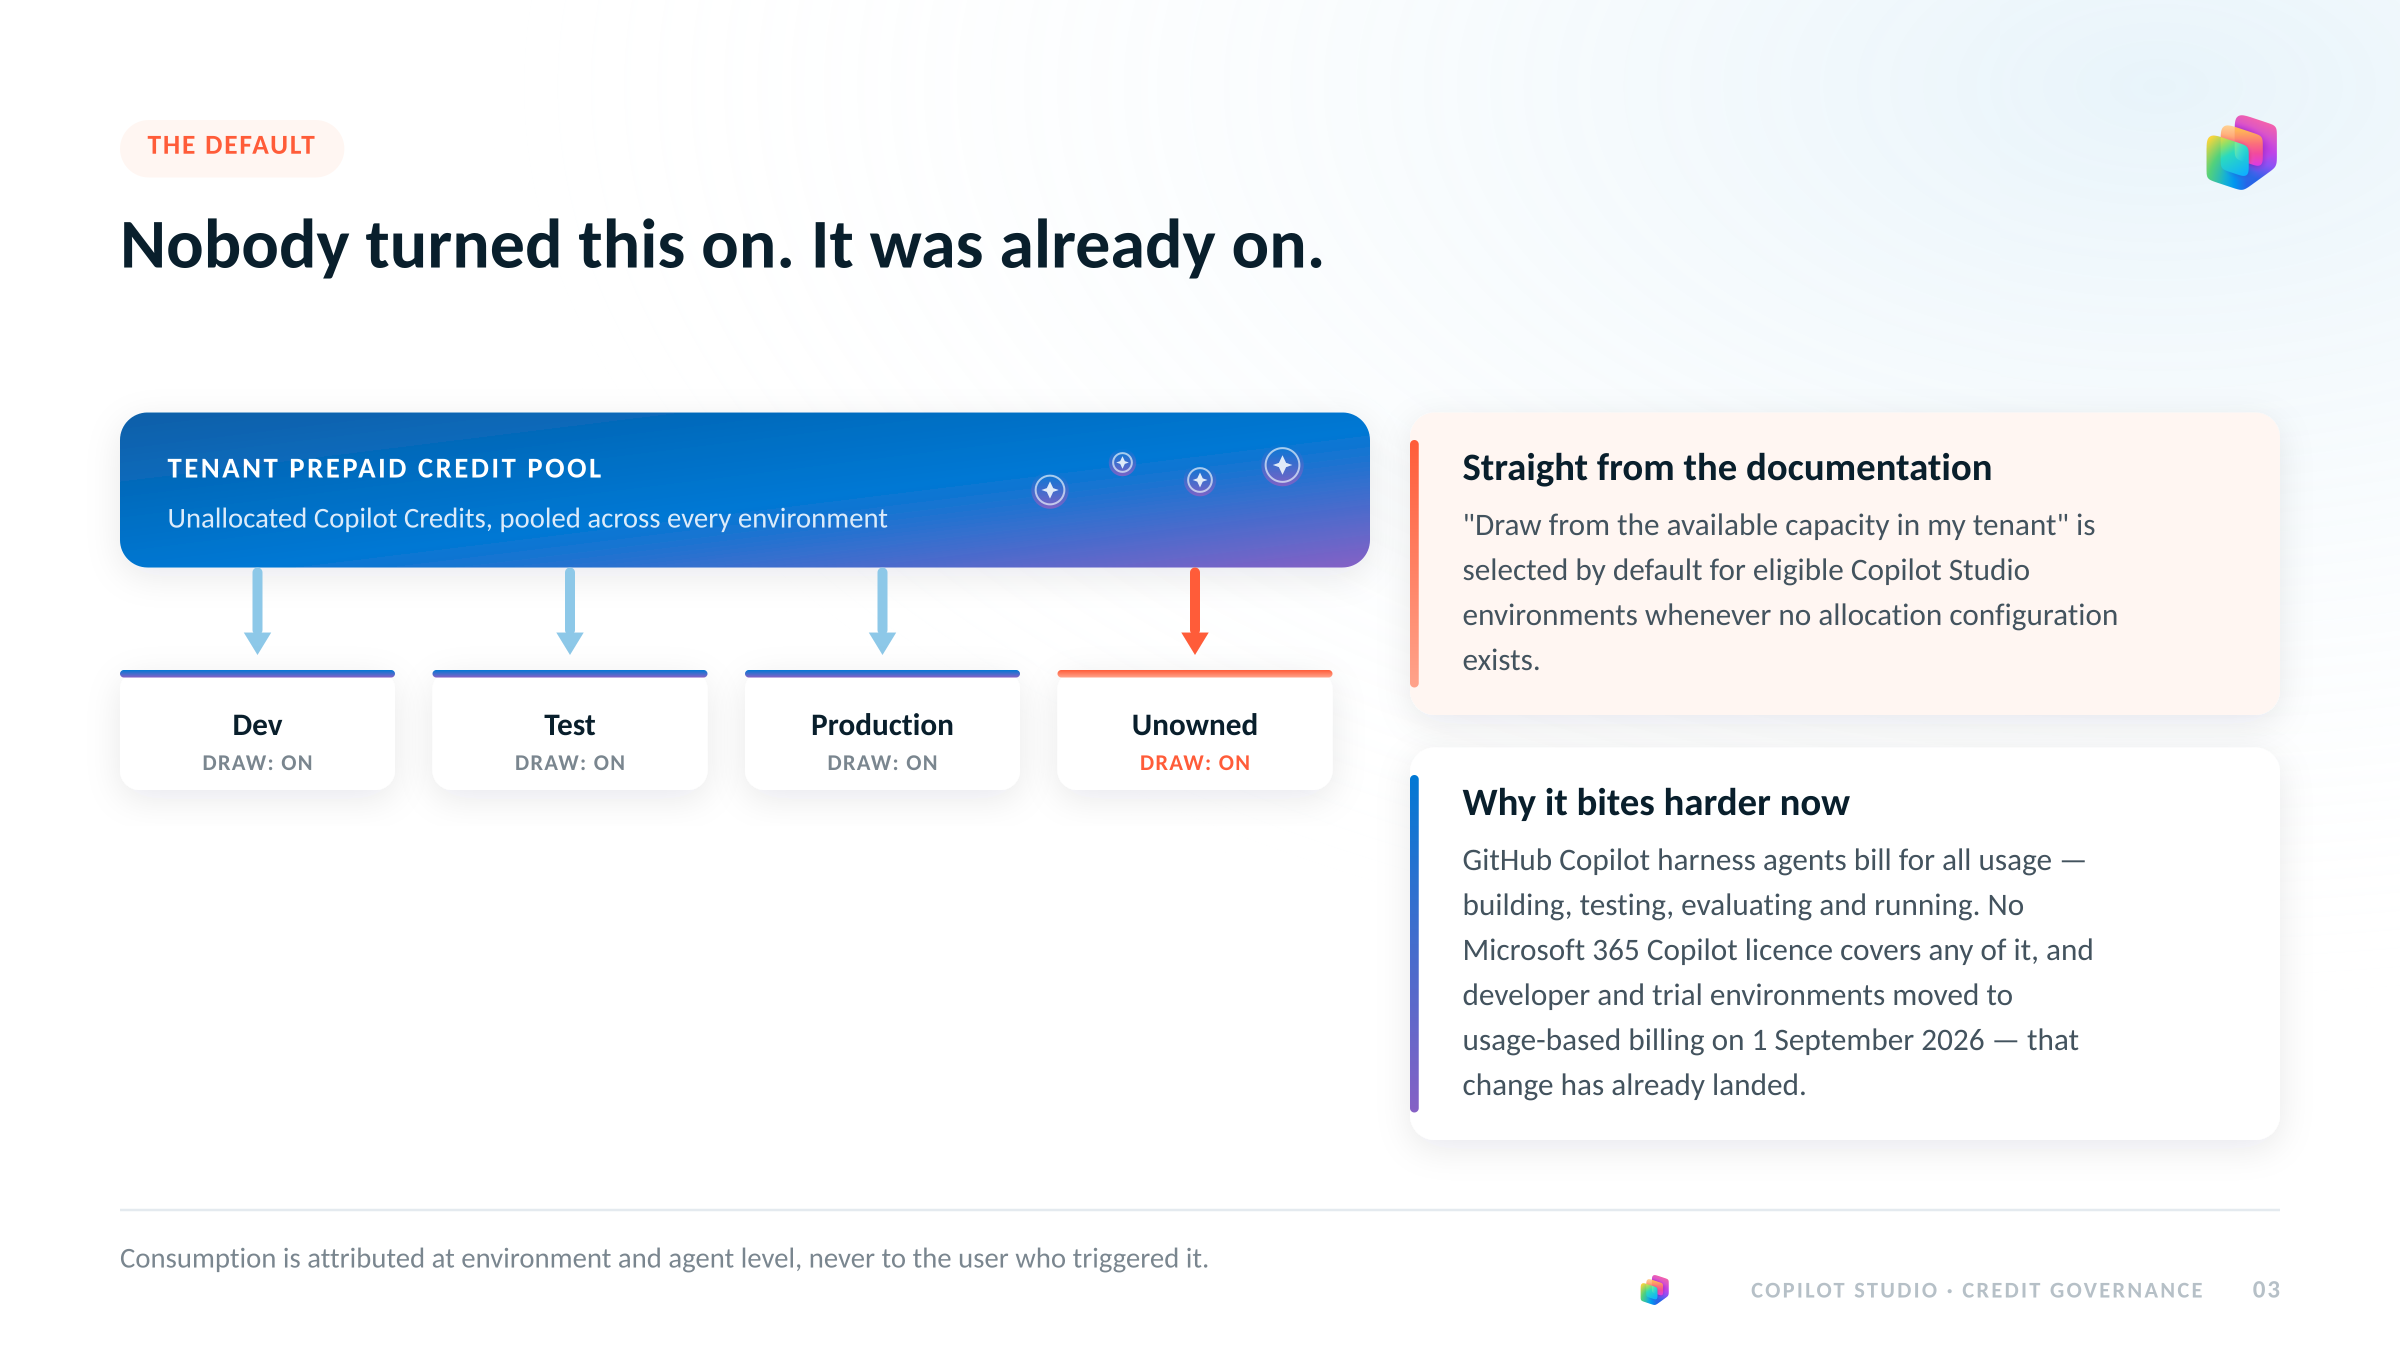 THE DEFAULT
Nobody turned this on. It was already on.
TENANT PREPAID CREDIT POOL
Unallocated Copilot Credits, pooled across every environment
Dev
DRAW: ON
Test
DRAW: ON
Production
DRAW: ON
Unowned
DRAW: ON
Straight from the documentation
"Draw from the available capacity in my tenant" is
selected by default for eligible Copilot Studio
environments whenever no allocation configuration
exists.
Why it bites harder now
GitHub Copilot harness agents bill for all usage —
building, testing, evaluating and running. No
Microsoft 365 Copilot licence covers any of it, and
developer and trial environments moved to
usage-based billing on 1 September 2026 — that
change has already landed.
Consumption is attributed at environment and agent level, never to the user who triggered it.
COPILOT STUDIO · CREDIT GOVERNANCE
03